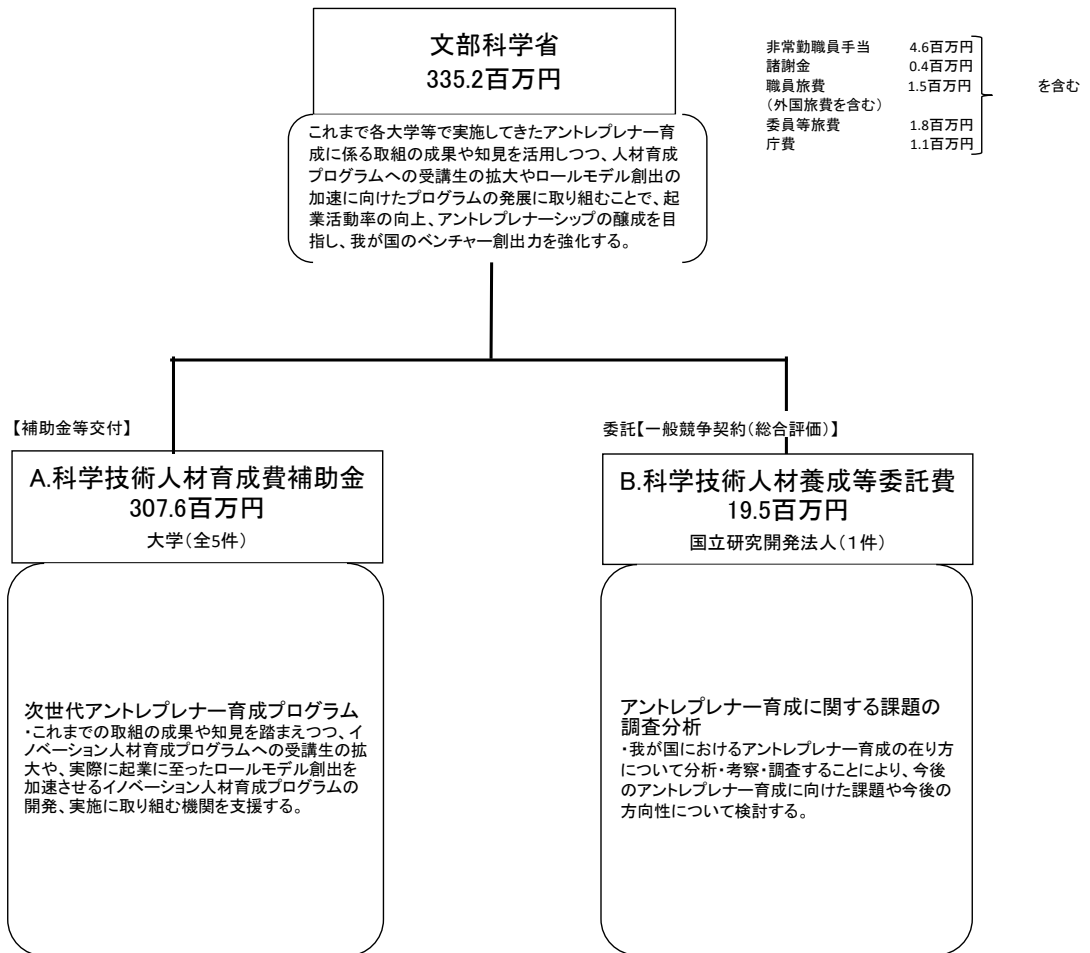 文部科学省
335.2百万円
非常勤職員手当 4.6百万円
諸謝金 0.4百万円
職員旅費 1.5百万円 を含む
(外国旅費を含む)
委員等旅費 1.8百万円
庁費 1.1百万円
これまで各大学等で実施してきたアントレプレナー育
成に係る取組の成果や知見を活用しつつ、人材育成
プログラムへの受講生の拡大やロールモデル創出の
加速に向けたプログラムの発展に取り組むことで、起
業活動率の向上、アントレプレナーシップの醸成を目
指し、我が国のベンチャー創出力を強化する。
【補助金等交付】
委託【一般競争契約(総合評価)】
A.科学技術人材育成費補助金
307.6百万円
大学(全5件)
B.科学技術人材養成等委託費
19.5百万円
国立研究開発法人(1件)
次世代アントレプレナー育成プログラム
・これまでの取組の成果や知見を踏まえつつ、イ
ノベーション人材育成プログラムへの受講生の拡
大や、実際に起業に至ったロールモデル創出を
加速させるイノベーション人材育成プログラムの
開発、実施に取り組む機関を支援する。
アントレプレナー育成に関する課題の
調査分析
・我が国におけるアントレプレナー育成の在り方
について分析・考察・調査することにより、今後
のアントレプレナー育成に向けた課題や今後の
方向性について検討する。